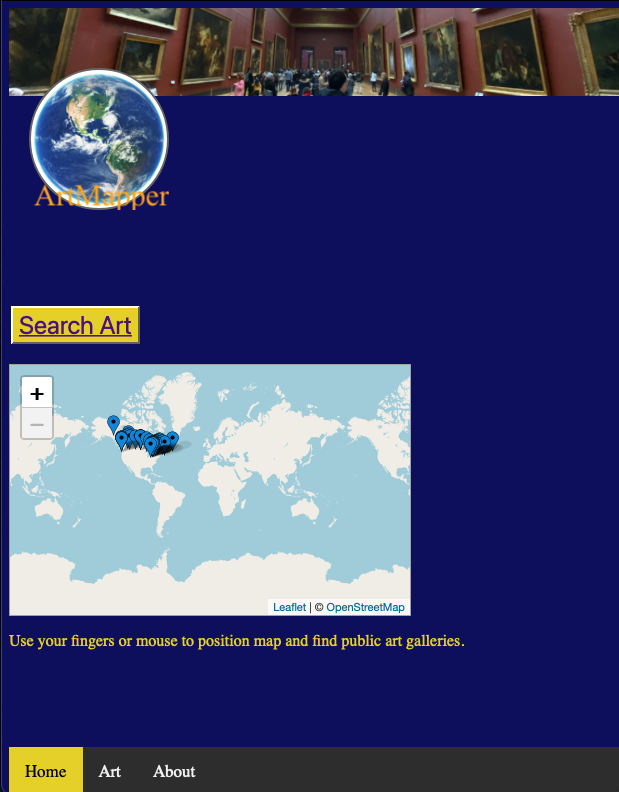 ArtMapper
Search Art
+
−
Leaflet | © OpenStreetMap
Use your fingers or mouse to position map and find public art galleries.
Home Art About